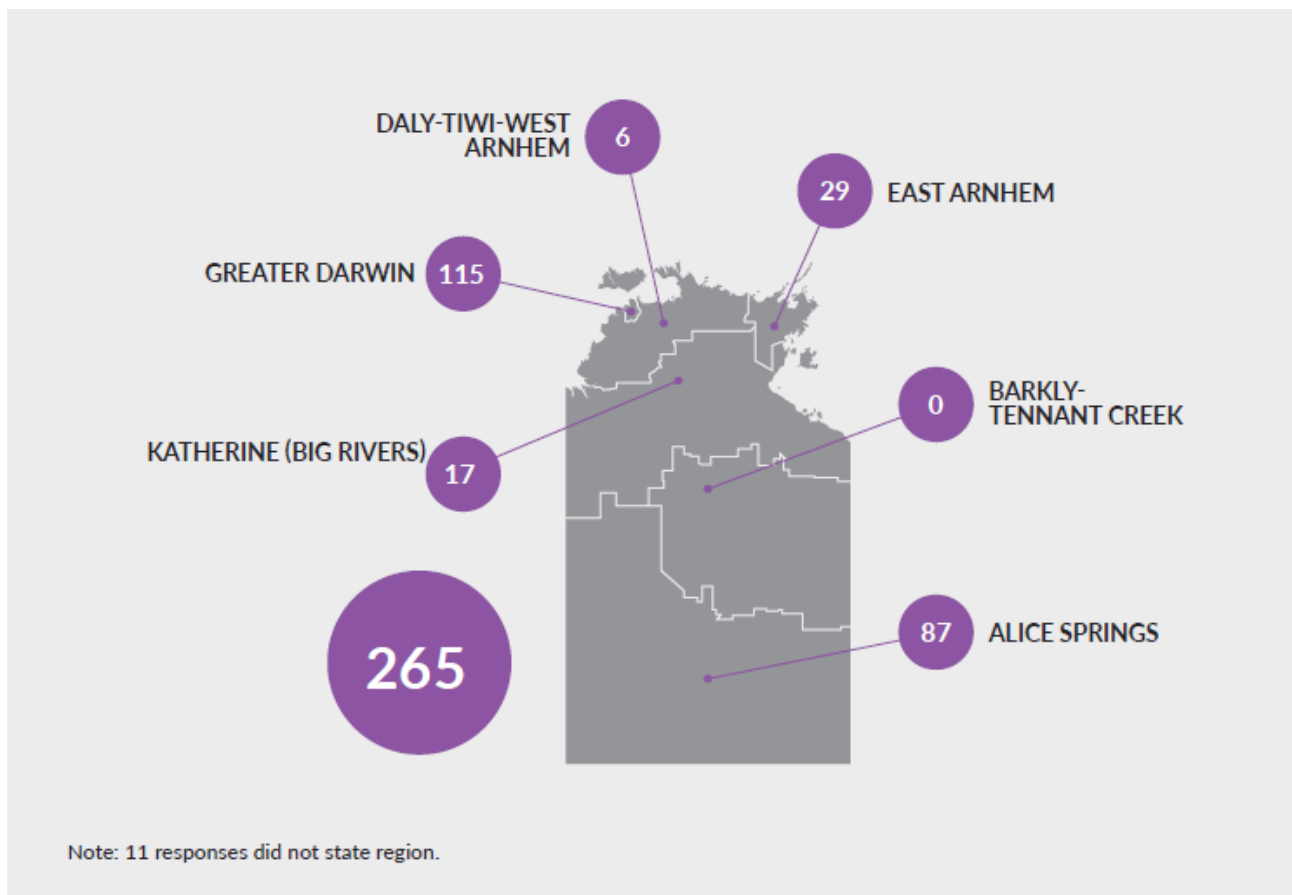 DALY-TIWI-WEST
ARNHEM
6
29
EAST ARNHEM
GREATER DARWIN
115
0
BARKLY-
TENNANT CREEK
KATHERINE (BIG RIVERS)
17
265
87
ALICE SPRINGS
Note: 11 responses did not state region.